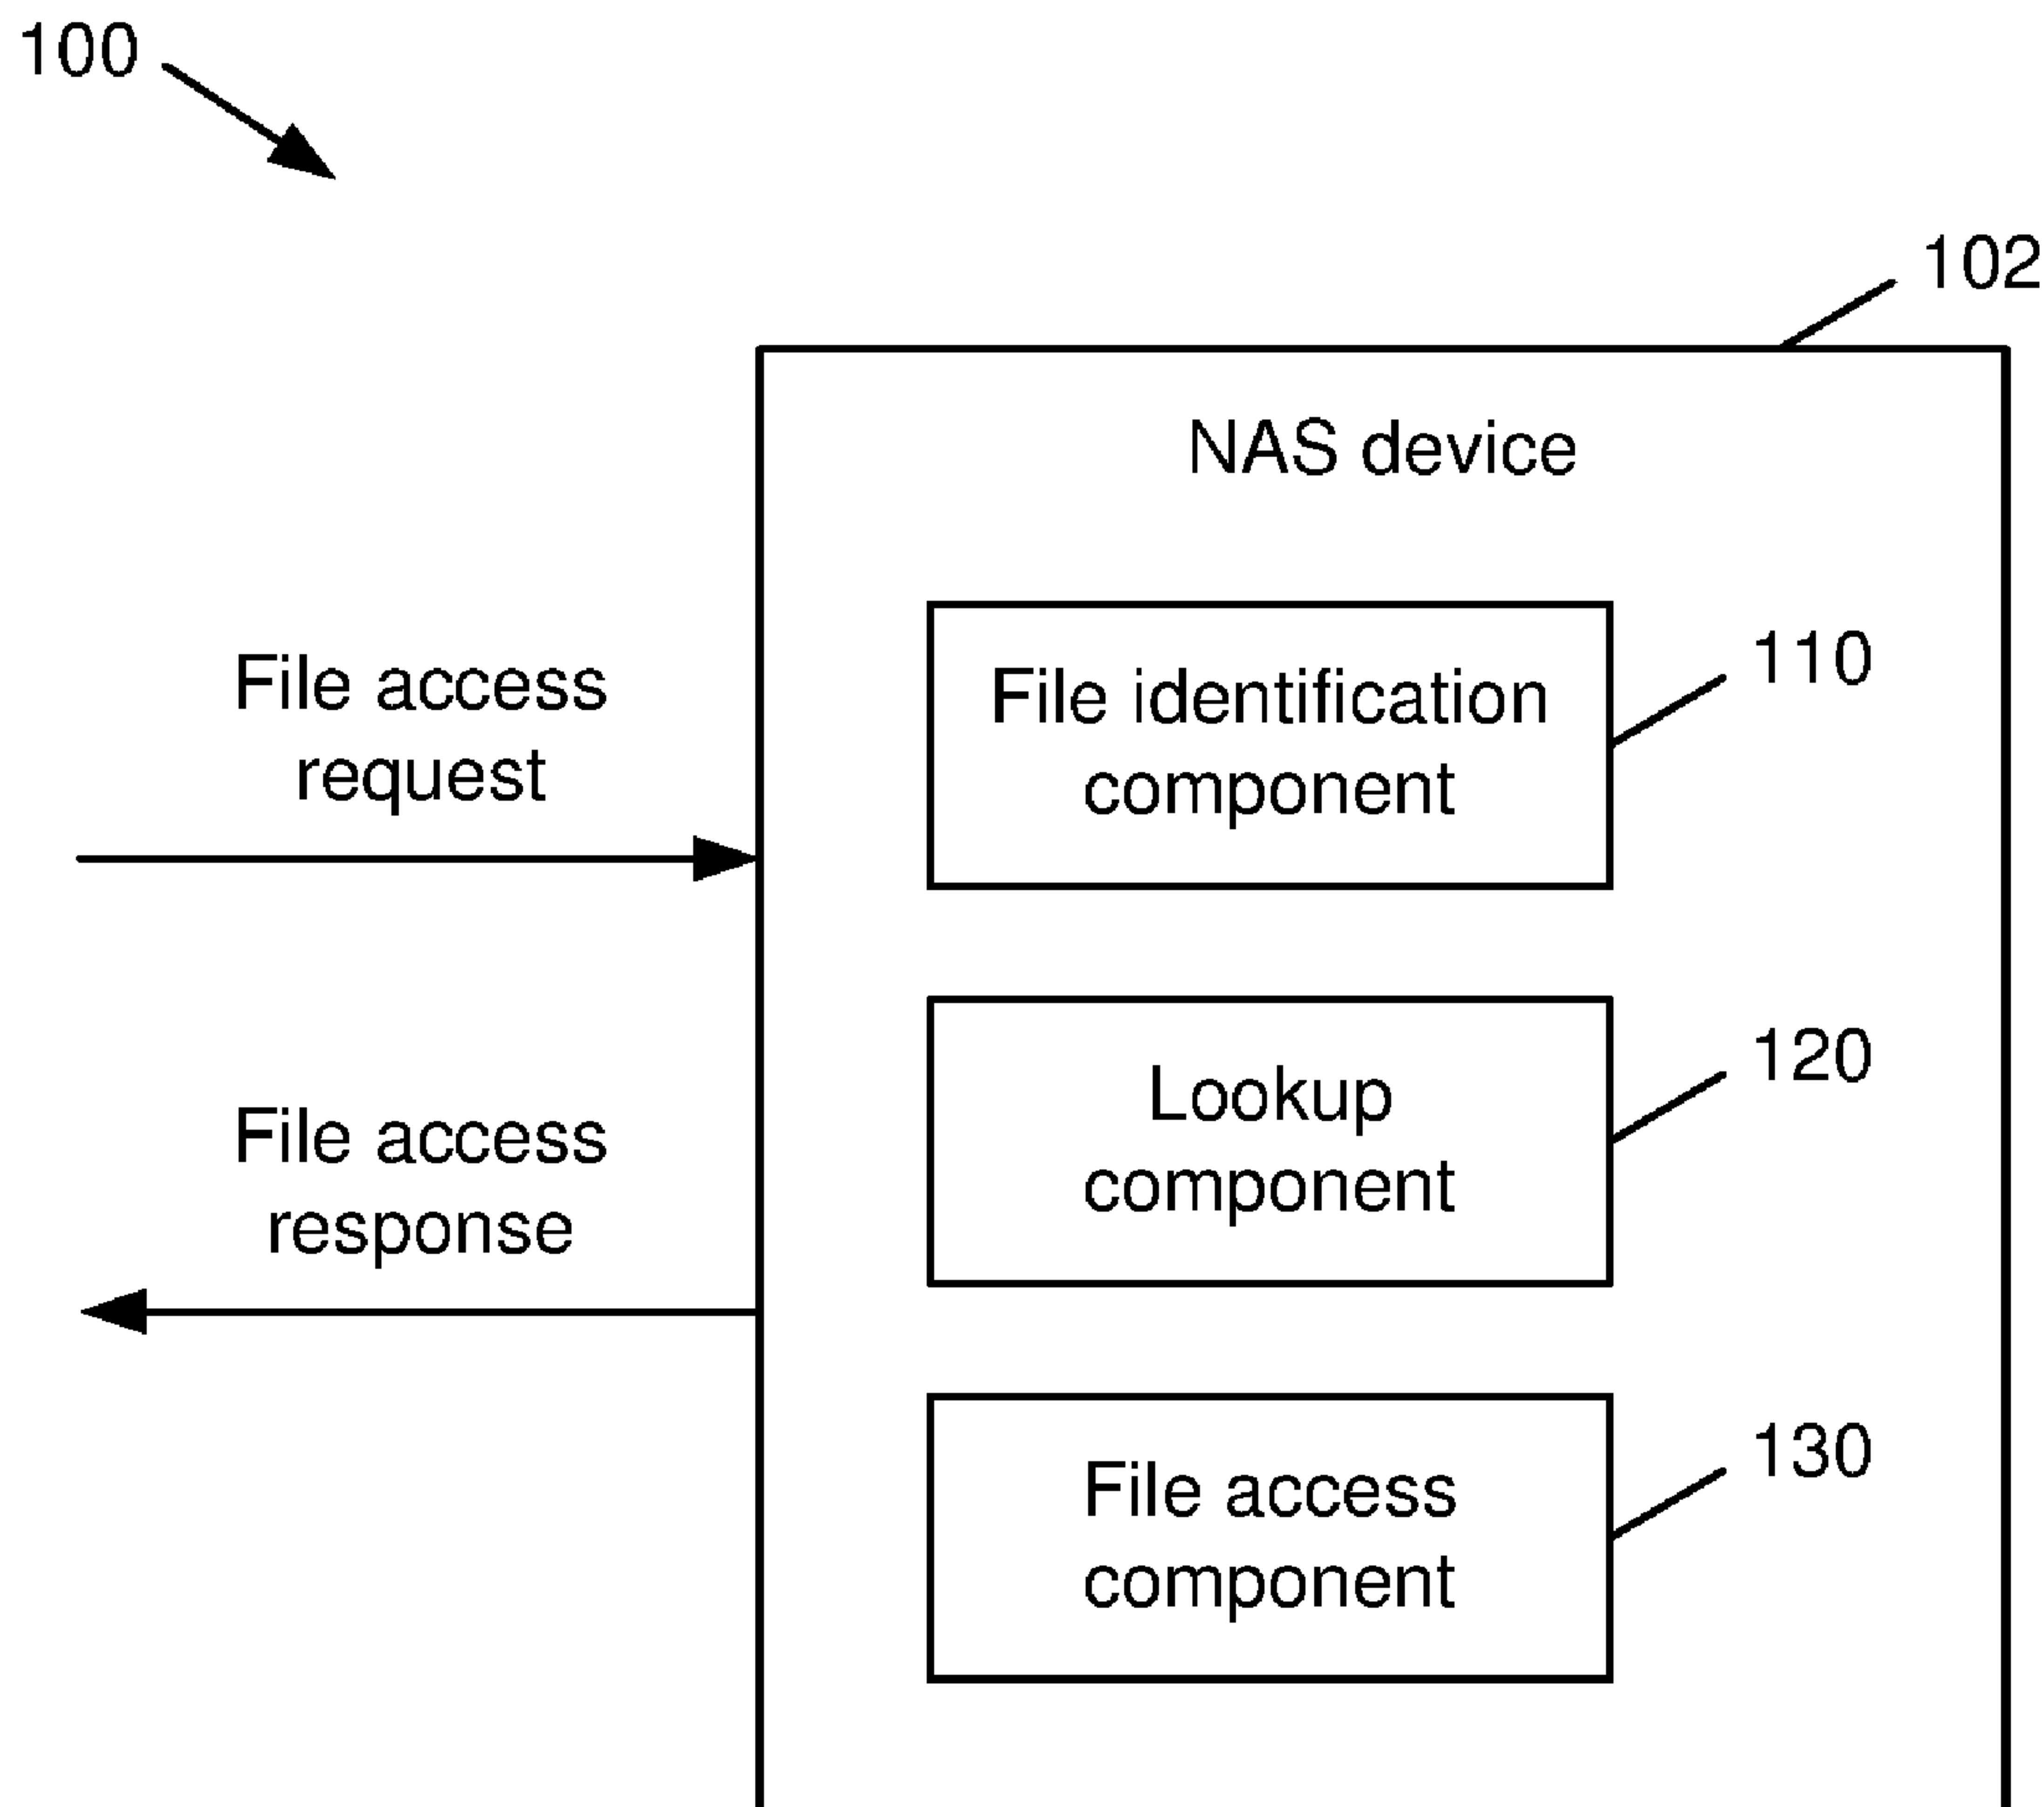 100
102
NAS device
File access
request
File identification
component
110
Lookup
component
120
File access
response
File access
component
130